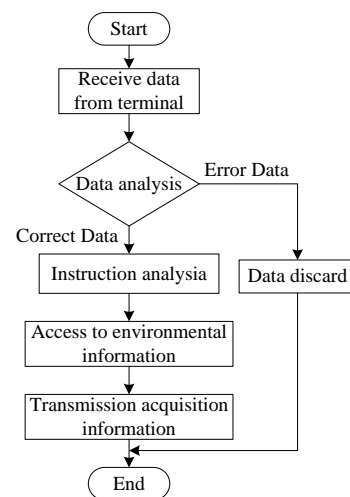 Start
Receive data
from terminal
Data analysis
Error Data
Correct Data
Instruction analysia
Data discard
Access to environmental
information
Transmission acquisition
information
End